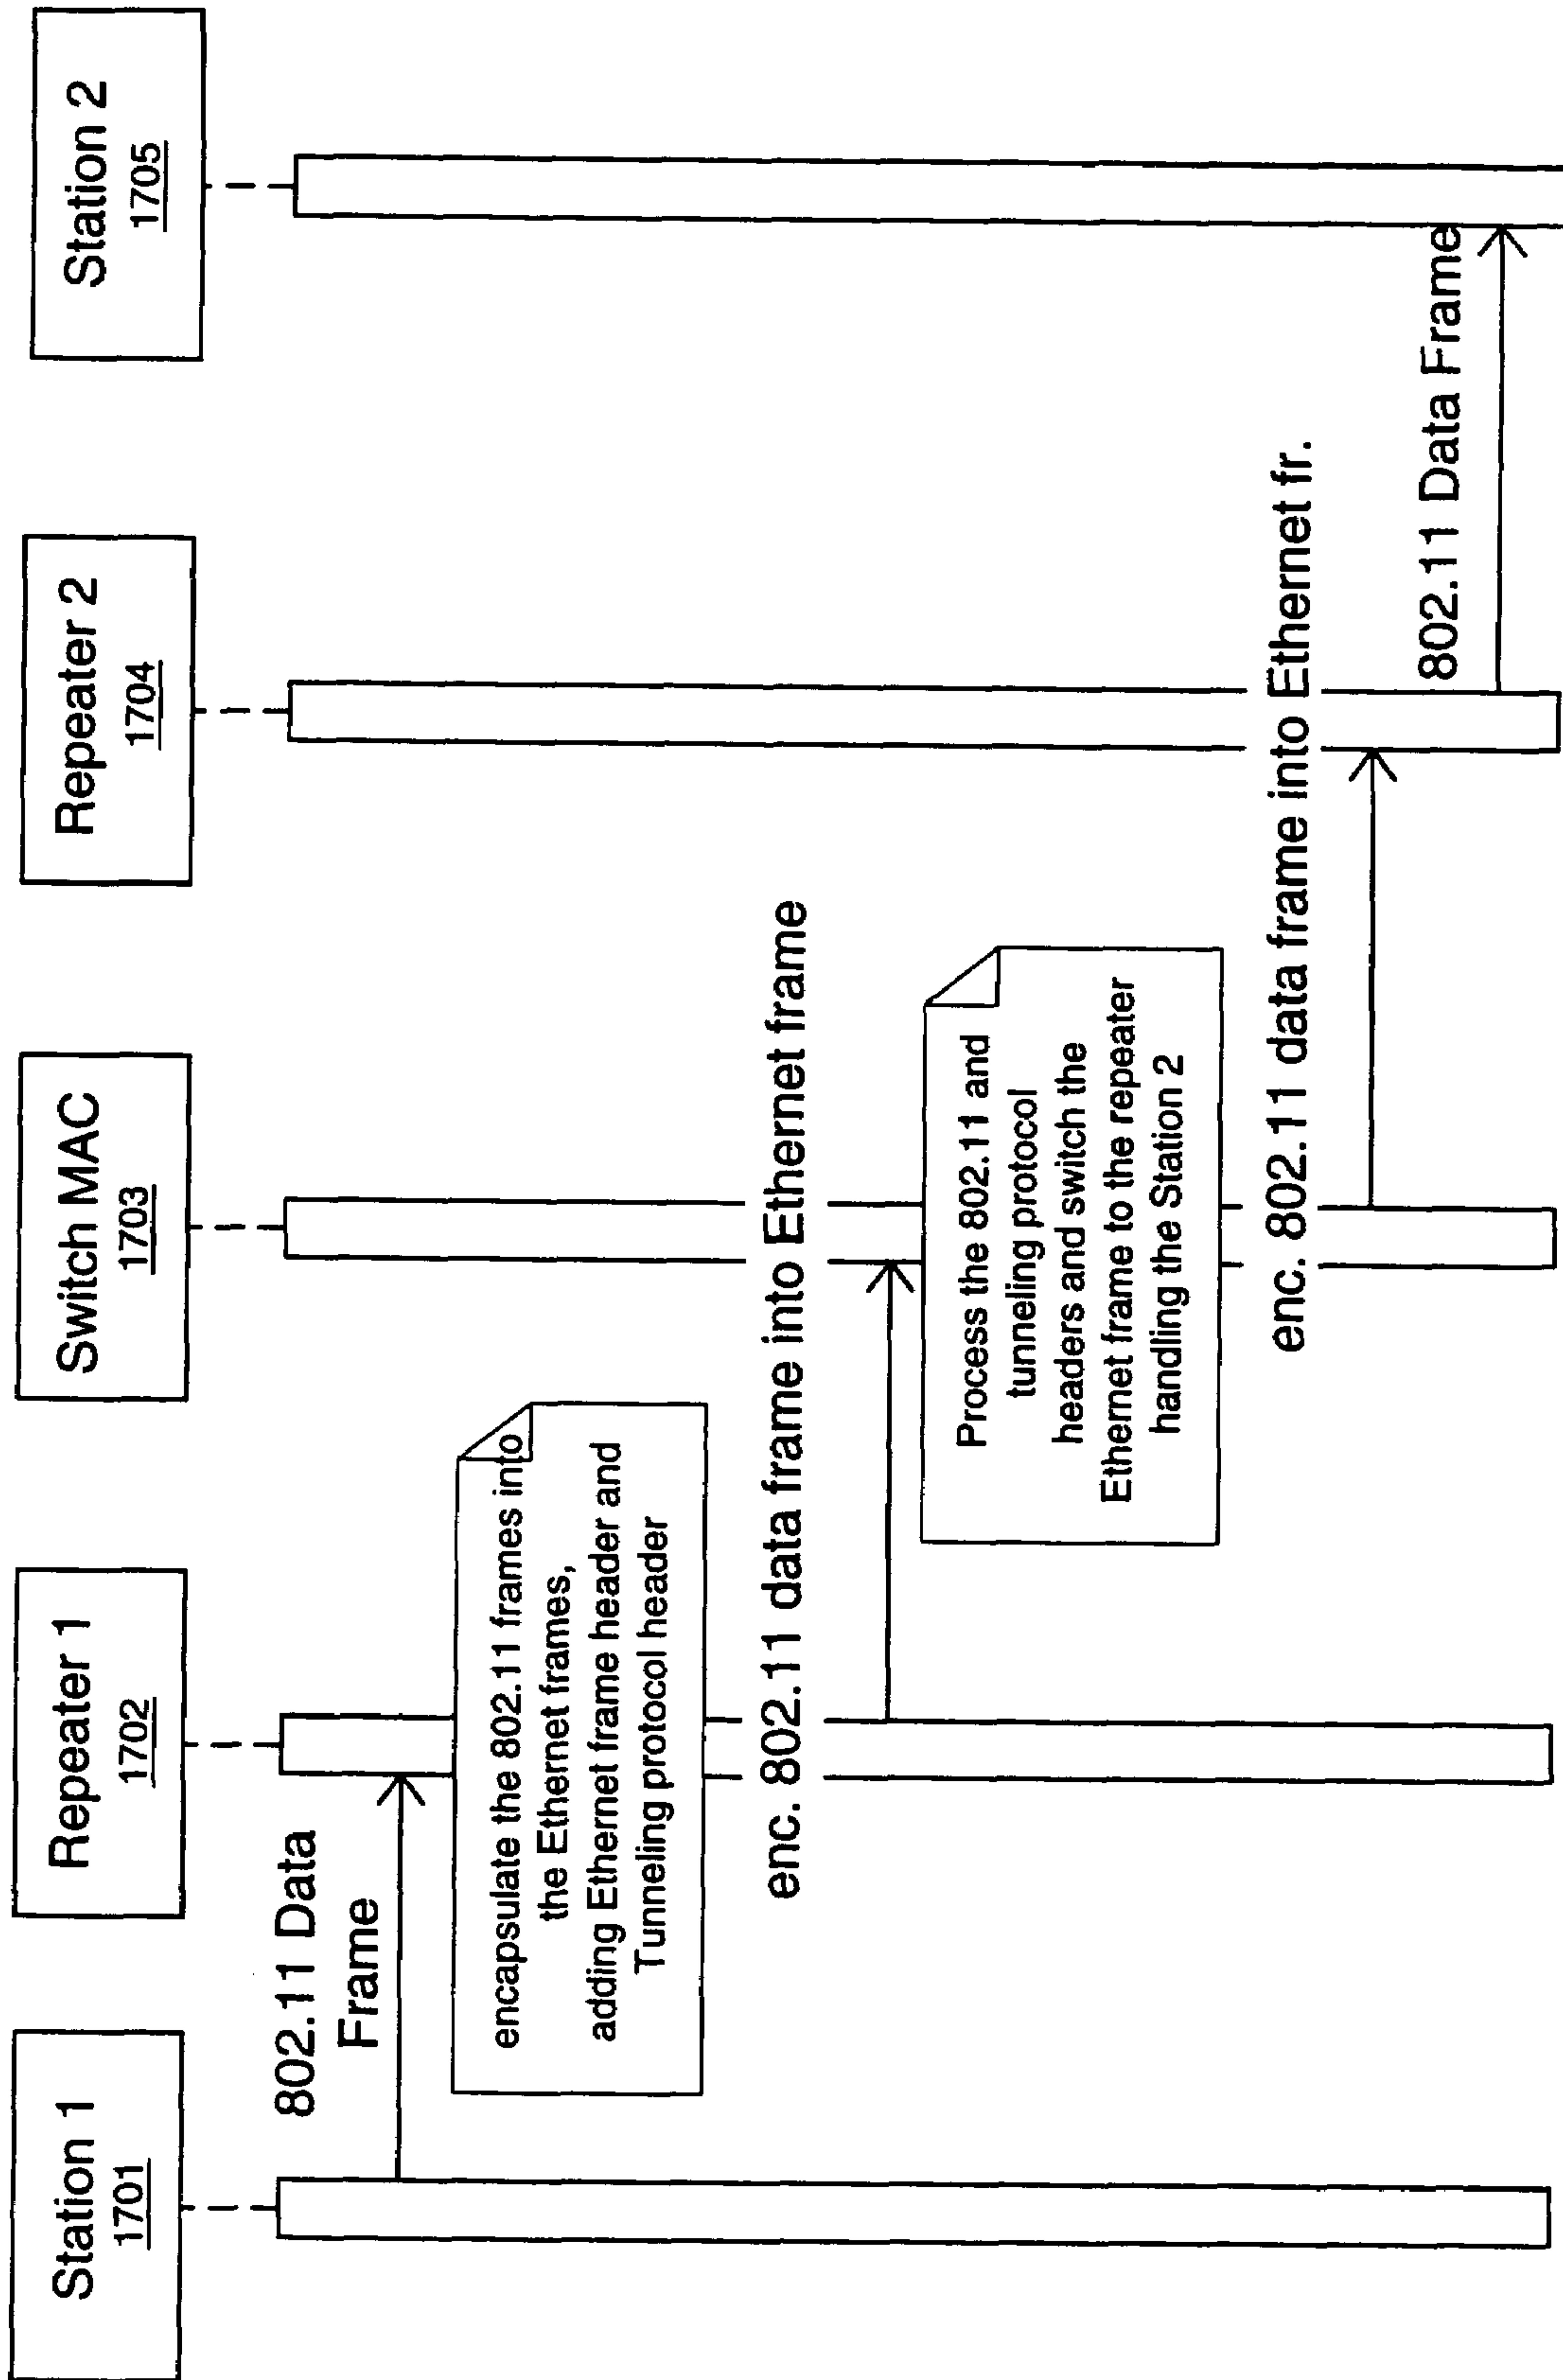 Station 1
1701
Repeater 1
1702
Switch MAC
1703
Repeater 2
1704
Station 2
1705
802.11 Data
Frame
encapsulate the 802.11 frames into
the Ethernet frames,
adding Ethernet frame header and
Tunneling protocol header
enc. 802.11 data frame into Ethernet frame
Process the 802.11 and
tunneling protocol
headers and switch the
Ethernet frame to the repeater
handling the Station 2
enc. 802.11 data frame into Ethernet fr.
802.11 Data Frame